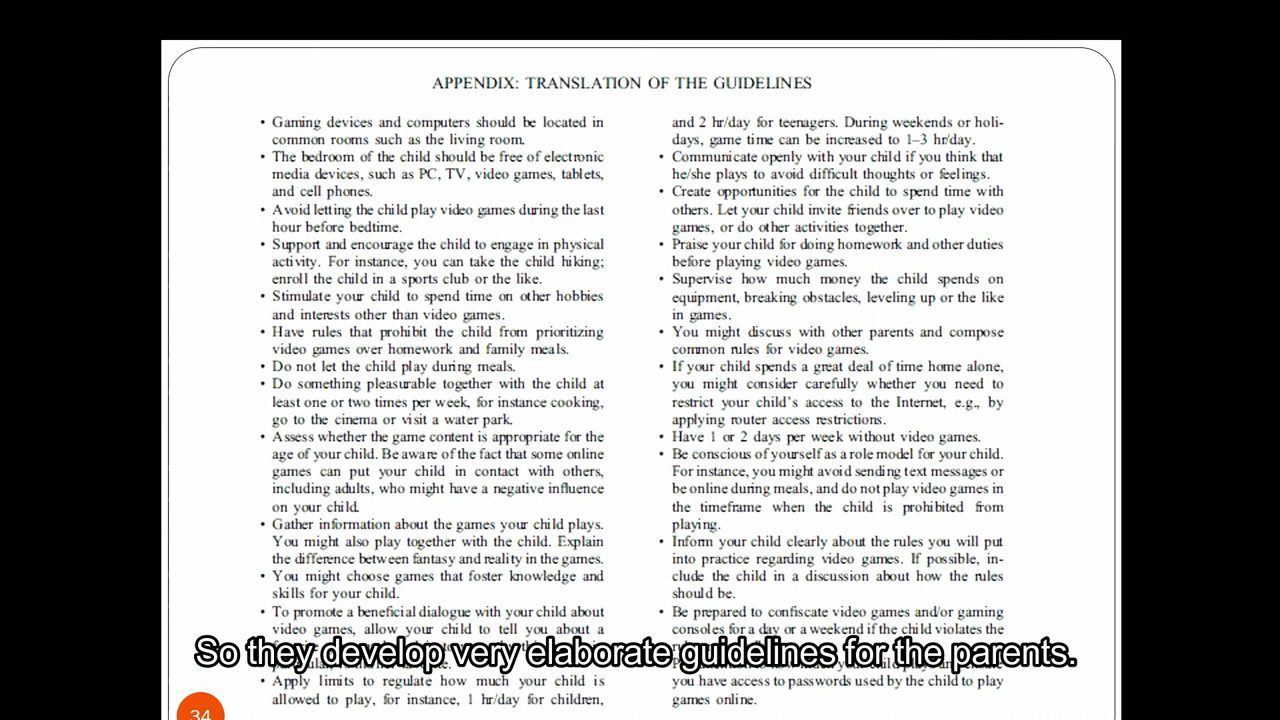 APPENDIX: TRANSLATION OF THE GUIDELINES
• Gaming devices and computers should be located in
common rooms such as the living room.
• The bedroom of the child should be free of electronic
media devices, such as PC, TV, video games, tablets,
and cell phones.
• Avoid letting the child play video games during the last
hour before bedtime.
• Support and encourage the child to engage in physical
activity. For instance, you can take the child hiking;
enroll the child in a sports club or the like.
• Stimulate your child to spend time on other hobbies
and interests other than video games.
• Have rules that prohibit the child from prioritizing
video games over homework and family meals.
• Do not let the child play during meals.
• Do something pleasurable together with the child at
least one or two times per week, for instance cooking,
go to the cinema or visit a water park.
• Assess whether the game content is appropriate for the
age of your child. Be aware of the fact that some online
games can put your child in contact with others,
including adults, who might have a negative influence
on your child.
• Gather information about the games your child plays.
You might also play together with the child. Explain
the difference between fantasy and reality in the games.
• You might choose games that foster knowledge and
skills for your child.
• To promote a beneficial dialogue with your child about
video games, allow your child to tell you about a
• Apply limits to regulate how much your child is
allowed to play, for instance, 1 hr/day for children,
and 2 hr/day for teenagers. During weekends or holi-
days, game time can be increased to 1–3 hr/day.
• Communicate openly with your child if you think that
he/she plays to avoid difficult thoughts or feelings.
• Create opportunities for the child to spend time with
others. Let your child invite friends over to play video
games, or do other activities together.
• Praise your child for doing homework and other duties
before playing video games.
• Supervise how much money the child spends on
equipment, breaking obstacles, leveling up or the like
in games.
• You might discuss with other parents and compose
common rules for video games.
• If your child spends a great deal of time home alone,
you might consider carefully whether you need to
restrict your child's access to the Internet, e.g., by
applying router access restrictions.
• Have 1 or 2 days per week without video games.
• Be conscious of yourself as a role model for your child.
For instance, you might avoid sending text messages or
be online during meals, and do not play video games in
the timeframe when the child is prohibited from
playing.
• Inform your child clearly about the rules you will put
into practice regarding video games. If possible, in-
clude the child in a discussion about how the rules
should be.
• Be prepared to confiscate video games and/or gaming
consoles for a day or a weekend if the child violates the
you have access to passwords used by the child to play
games online.
So they develop very elaborate guidelines for the parents.
34